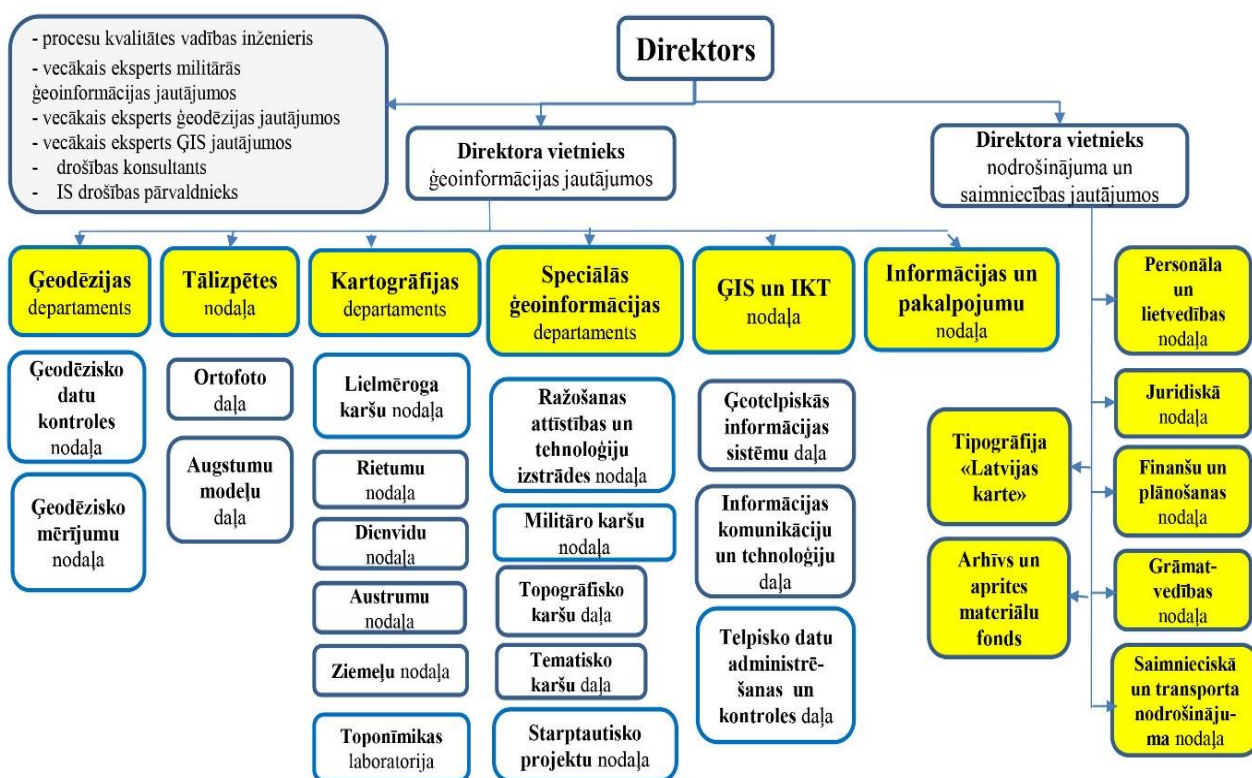 - procesu kvalitātes vadības inženieris
- vecākais eksperts militārās
ģeoinformācijas jautājumos
- vecākais eksperts ģeodēzijas jautājumos
- vecākais eksperts ĢIS jautājumos
- drošības konsultants
- IS drošības pārvaldnieks
Direktors
Direktora vietnieks
ģeoinformācijas jautājumos
Direktora vietnieks
nodrošinājuma un
saimniecības jautājumos
Ģeodēzijas
departaments
Ģeodēzisko
datu
kontroles
nodaļa
Ģeodēzisko
mērījumu
nodaļa
Tālizpētes
nodaļa
Ortofoto
daļa
Augstumu
modeļu
daļa
Kartogrāfijas
departaments
Lielmēroga
karšu nodaļa
Rietumu
nodaļa
Dienvidu
nodaļa
Austrumu
nodaļa
Ziemeļu nodaļa
Toponīmikas
laboratorija
Speciālās
ģeoinformācijas
departaments
Ražošanas
attīstības un
tehnoloģiju
izstrādes nodaļa
Militāro karšu
nodaļa
Topogrāfisko
karšu daļa
Tematisko
karšu daļa
Starptautisko
projektu nodaļa
ĢIS un IKT
nodaļa
Ģeotelpiskās
informācijas
sistēmu daļa
Informācijas
komunikāciju
un tehnoloģiju
daļa
Telpisko datu
administrē-
šanas un
kontroles daļa
Informācijas un
pakalpojumu
nodaļa
Tipogrāfija
«Latvijas
karte»
Arhīvs un
aprites
materiālu
fonds
Personāla
un
lietvedības
nodaļa
Juridiskā
nodaļa
Finanšu un
plānošanas
nodaļa
Grāmat-
vedības
nodaļa
Saimnieciskā
un transporta
nodrošināju-
ma nodaļa